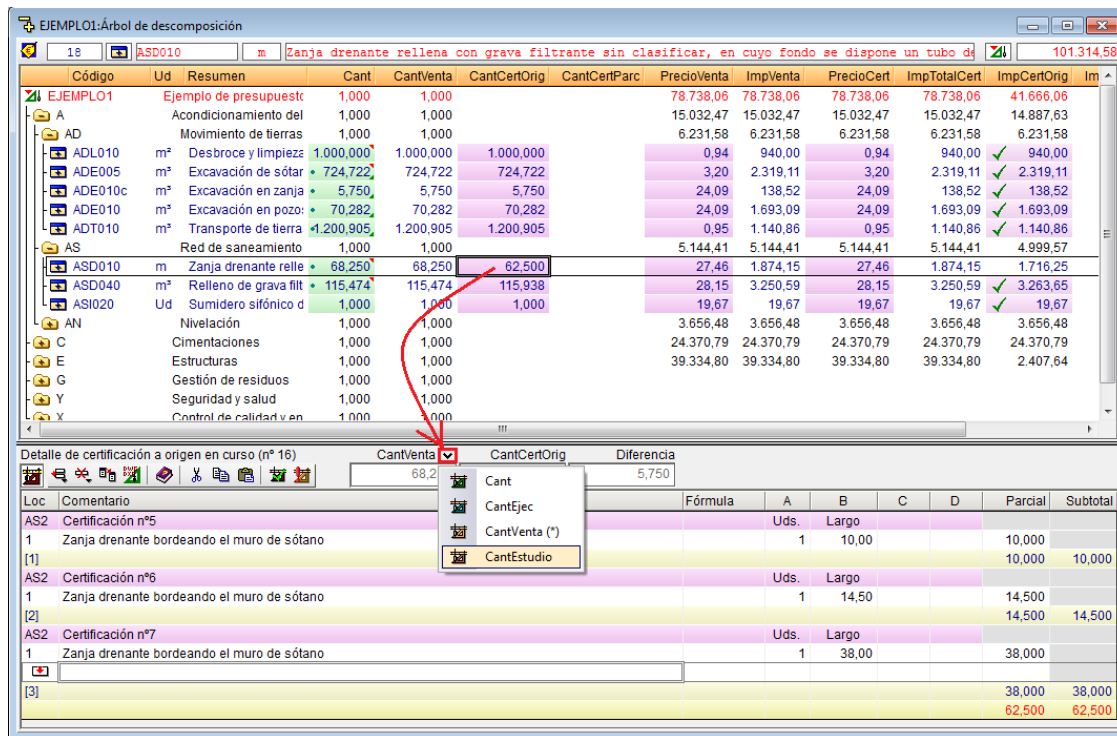 EJEMPLO1:Árbol de descomposición
18 ASD010 m Zanja drenante rellena con grava filtrante sin clasificar, en cuyo fondo se dispone un tubo de 101.314,58
Código Ud Resumen Cant CantVenta CantCertOrig CantCertParc PrecioVenta ImpVenta PrecioCert ImpTotalCert ImpCertOrig Im
EJEMPLO1 Ejemplo de presupuesto 1,000 1,000 78.738,06 78.738,06 78.738,06 78.738,06 41.666,06
A Acondicionamiento del 1,000 1,000 15.032,47 15.032,47 15.032,47 15.032,47 14.887,63
AD Movimiento de tierras 1,000 1,000 6.231,58 6.231,58 6.231,58 6.231,58 6.231,58
ADL010 m² Desbroce y limpieza 1.000,000 1.000,000 1.000,000 0,94 940,00 0,94 940,00 940,00
ADE005 m³ Excavación de sótar 724,722 724,722 724,722 3,20 2.319,11 3,20 2.319,11 2.319,11
ADE010c m³ Excavación en zanja 5,750 5,750 5,750 24,09 138,52 24,09 138,52 138,52
ADE010 m³ Excavación en pozo: 70,282 70,282 70,282 24,09 1.693,09 24,09 1.693,09 1.693,09
ADT010 m³ Transporte de tierra 1.200,905 1.200,905 1.200,905 0,95 1.140,86 0,95 1.140,86 1.140,86
AS Red de saneamiento 1,000 1,000 5.144,41 5.144,41 5.144,41 5.144,41 4.999,57
ASD010 m Zanja drenante relle 68,250 68,250 62,500 27,46 1.874,15 27,46 1.874,15 1.716,25
ASD040 m³ Relleno de grava filt 115,474 115,474 115,938 28,15 3.250,59 28,15 3.250,59 3.263,65
ASI020 Ud Sumidero sifónico d 1,000 1,000 1,000 19,67 19,67 19,67 19,67 19,67
AN Nivelación 1,000 1,000 3.656,48 3.656,48 3.656,48 3.656,48 3.656,48
C Cimentaciones 1,000 1,000 24.370,79 24.370,79 24.370,79 24.370,79 24.370,79
E Estructuras 1,000 1,000 39.334,80 39.334,80 39.334,80 39.334,80 2.407,64
G Gestión de residuos 1,000 1,000
Y Seguridad y salud 1,000 1,000
X Control de calidad y en 1,000 1,000
Detalle de certificación a origen en curso (nº 16) CantVenta CantCertOrig Diferencia
68,2 5,750
Cant
CantEjec
CantVenta (*)
CantEstudio
Loc Comentario Fórmula A B C D Parcial Subtotal
AS2 Certificación nº5 Uds. Largo
1 Zanja drenante bordeando el muro de sótano 1 10,00 10,000
[1] 10,000 10,000
AS2 Certificación nº6 Uds. Largo
1 Zanja drenante bordeando el muro de sótano 1 14,50 14,500
[2] 14,500 14,500
AS2 Certificación nº7 Uds. Largo
1 Zanja drenante bordeando el muro de sótano 1 38,00 38,000
[3] 38,000 38,000
62,500 62,500